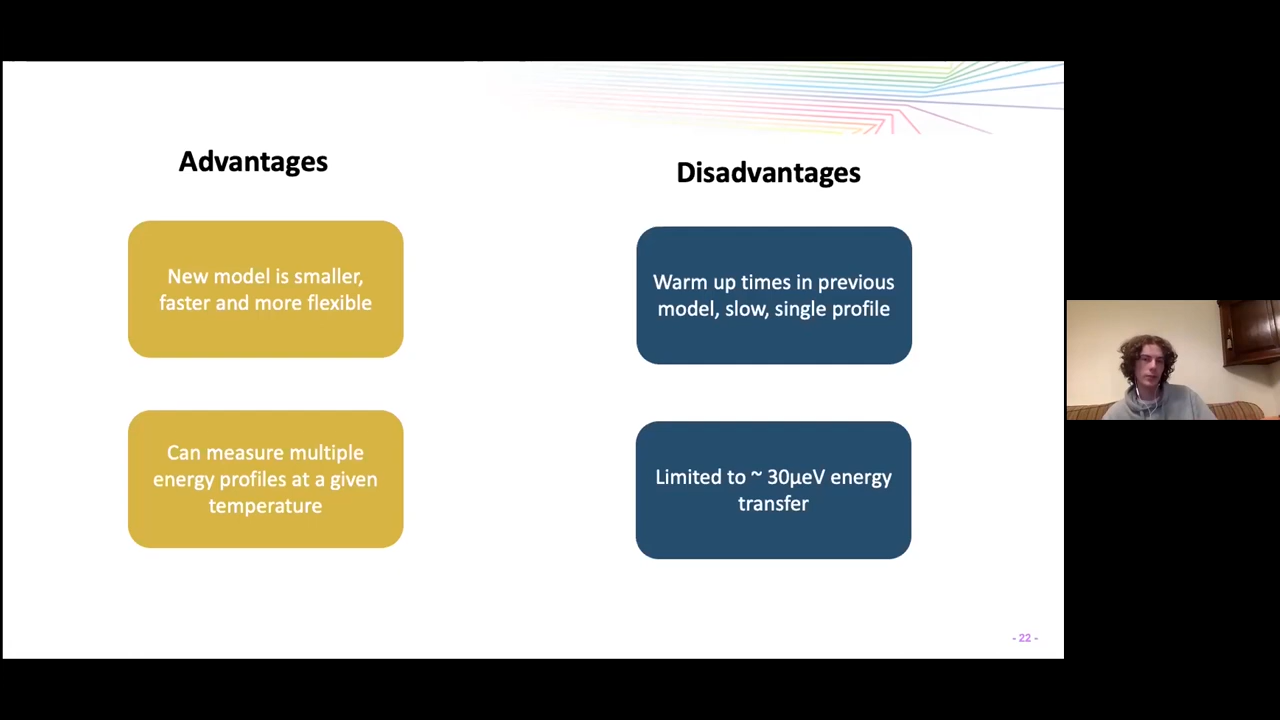 Advantages
New model is smaller,
faster and more flexible
Can measure multiple
energy profiles at a given
temperature
Disadvantages
Warm up times in previous
model, slow, single profile
Limited to ~ 30µeV energy
transfer
- 22 -